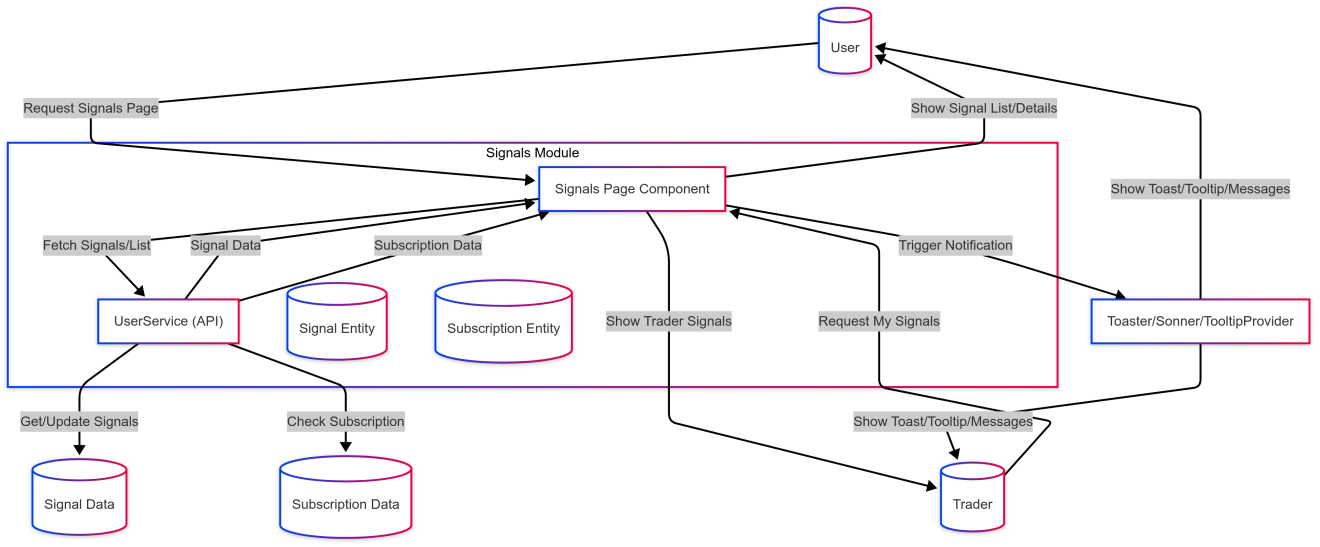 User
Request Signals Page
Show Signal List/Details
Signals Module
Signals Page Component
Show Toast/Tooltip/Messages
Fetch Signals/List
Signal Data
Subscription Data
Trigger Notification
UserService (API)
Signal Entity
Subscription Entity
Show Trader Signals
Request My Signals
Toaster/Sonner/TooltipProvider
Get/Update Signals
Check Subscription
Show Toast/Tooltip/Messages
Signal Data
Subscription Data
Trader